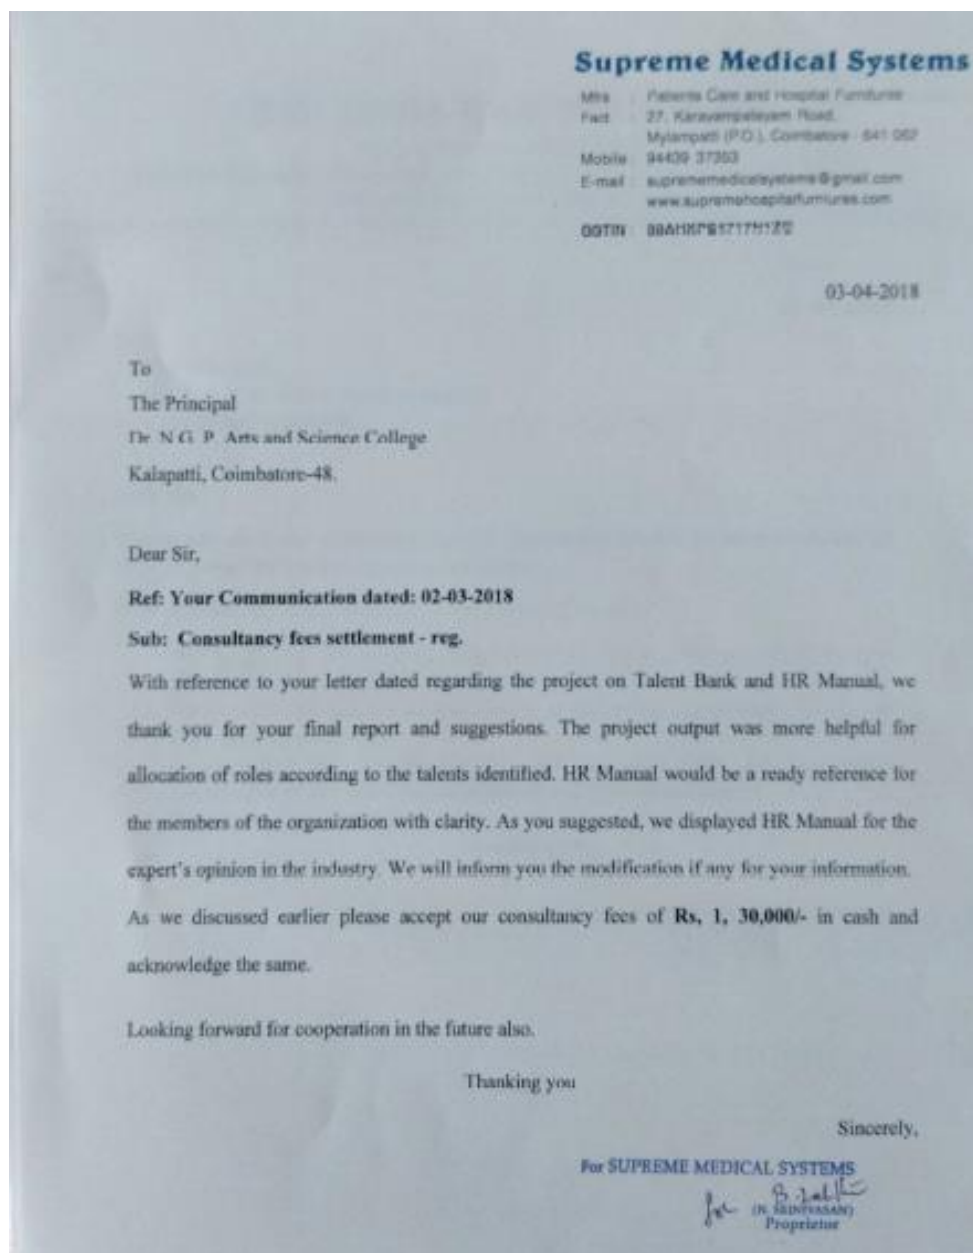 Supreme Medical Systems
Mfrs : Patients Care and Hospital Furnitures
Fact : 27, Karavampalayam Road,
Mylampatti (P.O.), Coimbatore - 641 062
Mobile : 94439 37353
E-mail : suprememedicalsystems@gmail.com
www.supremehospitalfurnitures.com
GSTIN :
03-04-2018
To
The Principal
Dr. N.G. P. Arts and Science College
Kalapatti, Coimbatore-48.
Dear Sir,
Ref: Your Communication dated: 02-03-2018
Sub: Consultancy fees settlement - reg.
With reference to your letter dated regarding the project on Talent Bank and HR Manual, we
thank you for your final report and suggestions. The project output was more helpful for
allocation of roles according to the talents identified. HR Manual would be a ready reference for
the members of the organization with clarity. As you suggested, we displayed HR Manual for the
expert's opinion in the industry. We will inform you the modification if any for your information.
As we discussed earlier please accept our consultancy fees of Rs, 1, 30,000/- in cash and
acknowledge the same.
Looking forward for cooperation in the future also.
Thanking you
Sincerely,
For SUPREME MEDICAL SYSTEMS
for
(N. SRINIVASAN)
Proprietor